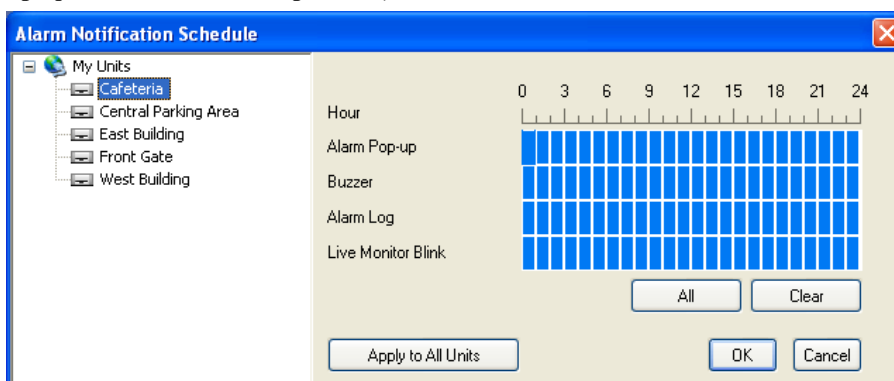 Alarm Notification Schedule
My Units
Cafeteria
Central Parking Area
East Building
Front Gate
West Building
0 3 6 9 12 15 18 21 24
Hour
Alarm Pop-up
Buzzer
Alarm Log
Live Monitor Blink
All Clear
Apply to All Units OK Cancel